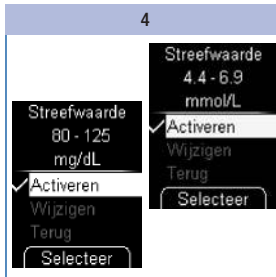 4
Streefwaarde
80 - 125
mg/dL
Activeren
Wijzigen
Terug
Selecteer
Streefwaarde
4.4 - 6.9
mmol/L
Activeren
Wijzigen
Terug
Selecteer